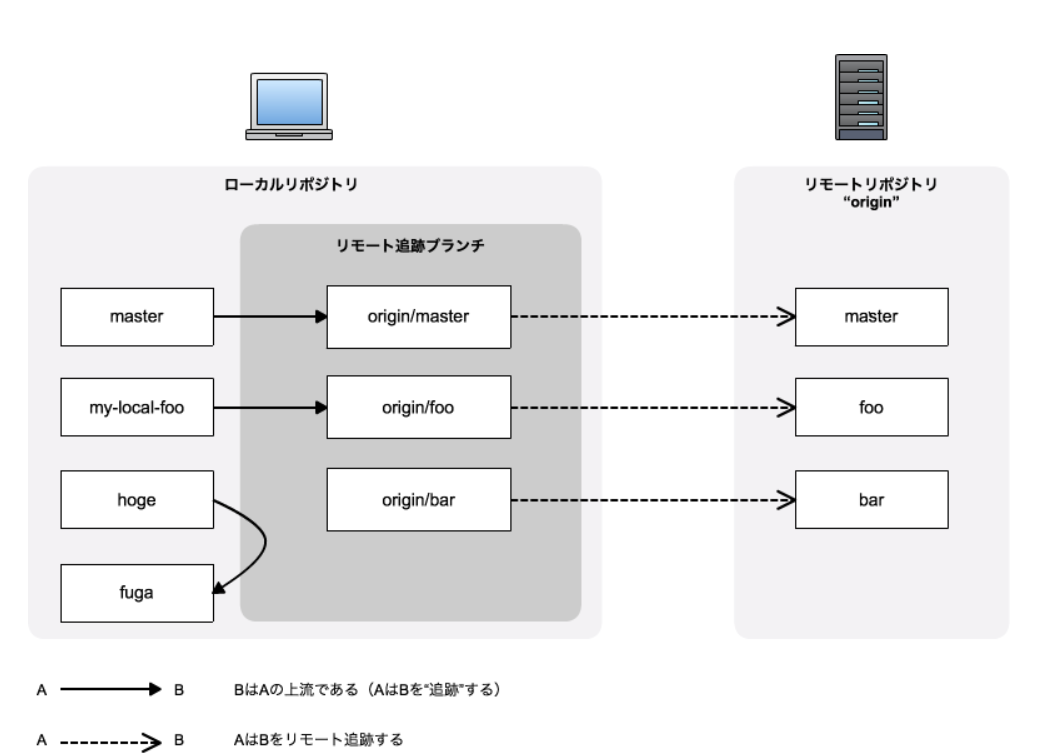 ローカルリポジトリ
リモートリポジトリ
“origin”
リモート追跡ブランチ
master
origin/master
master
my-local-foo
origin/foo
foo
hoge
origin/bar
bar
fuga
A B BはAの上流である（AはBを“追跡”する）
A B AはBをリモート追跡する